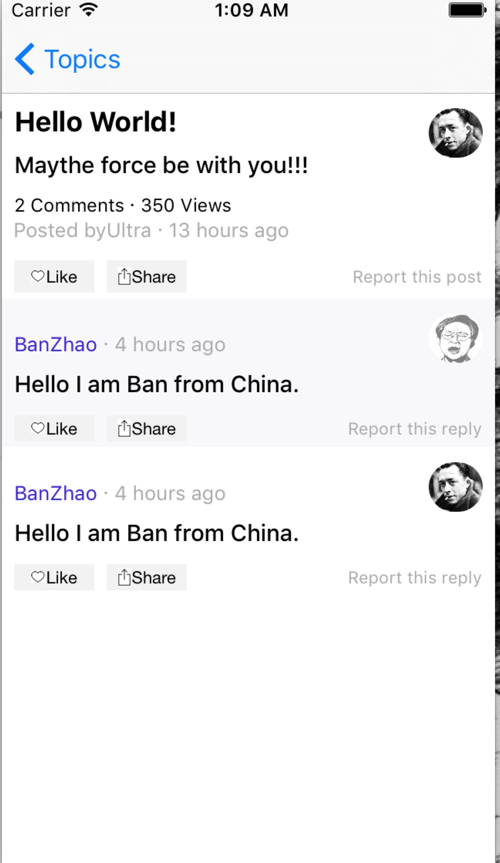 Carrier 1:09 AM
Topics
Hello World!
Maythe force be with you!!!
2 Comments · 350 Views
Posted byUltra · 13 hours ago
Like Share Report this post
BanZhao · 4 hours ago
Hello I am Ban from China.
Like Share Report this reply
BanZhao · 4 hours ago
Hello I am Ban from China.
Like Share Report this reply